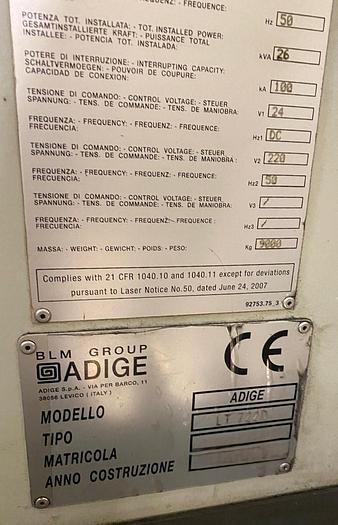 Hz 50
POTENZA TOT. INSTALLATA: - TOT. INSTALLED POWER:
GESAMTINSTALLIERTE KRAFT: - PUISSANCE TOTAL
INSTALLEE: - POTENCIA TOT. INSTALADA:
kVA 26
POTERE DI INTERRUZIONE: - INTERRUPTING CAPACITY:
SCHALTVERMOEGEN: - POUVOIR DE COUPURE:
CAPACIDAD DE CONEXION:
kA 100
TENSIONE DI COMANDO: - CONTROL VOLTAGE: - STEUER
SPANNUNG: - TENS. DE COMMANDE: - TENS. DE MANIOBRA:
V1 24
FREQUENZA: - FREQUENCY: - FREQUENZ: - FREQUENCE:
FRECUENCIA:
Hz1 DC
TENSIONE DI COMANDO: - CONTROL VOLTAGE: - STEUER
SPANNUNG: - TENS. DE COMMANDE: - TENS. DE MANIOBRA:
V2 220
FREQUENZA: - FREQUENCY: - FREQUENZ: - FREQUENCE:
FRECUENCIA:
Hz2 50
TENSIONE DI COMANDO: - CONTROL VOLTAGE: - STEUER
SPANNUNG: - TENS. DE COMMANDE: - TENS. DE MANIOBRA:
V3 /
FREQUENZA: - FREQUENCY: - FREQUENZ: - FREQUENCE:
FRECUENCIA:
Hz3 /
MASSA: - WEIGHT: - GEWICHT: - POIDS: - PESO:
Kg 9000
Complies with 21 CFR 1040.10 and 1040.11 except for deviations
pursuant to Laser Notice No.50, dated June 24, 2007
92753.75_3
BLM GROUP
ADIGE
CE
ADIGE S.p.A. - VIA PER BARCO, 11
38056 LEVICO ( ITALY )
MODELLO ADIGE
TIPO
MATRICOLA
ANNO COSTRUZIONE